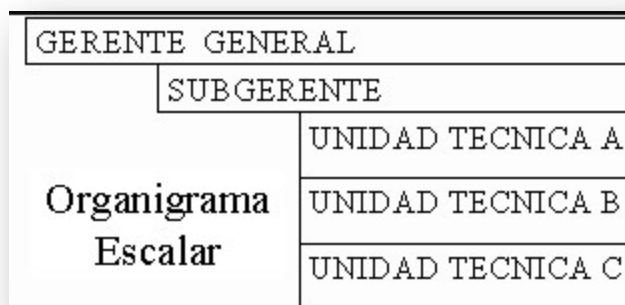 GERENTE GENERAL
SUBGERENTE
UNIDAD TECNICA A
Organigrama
Escalar
UNIDAD TECNICA B
UNIDAD TECNICA C